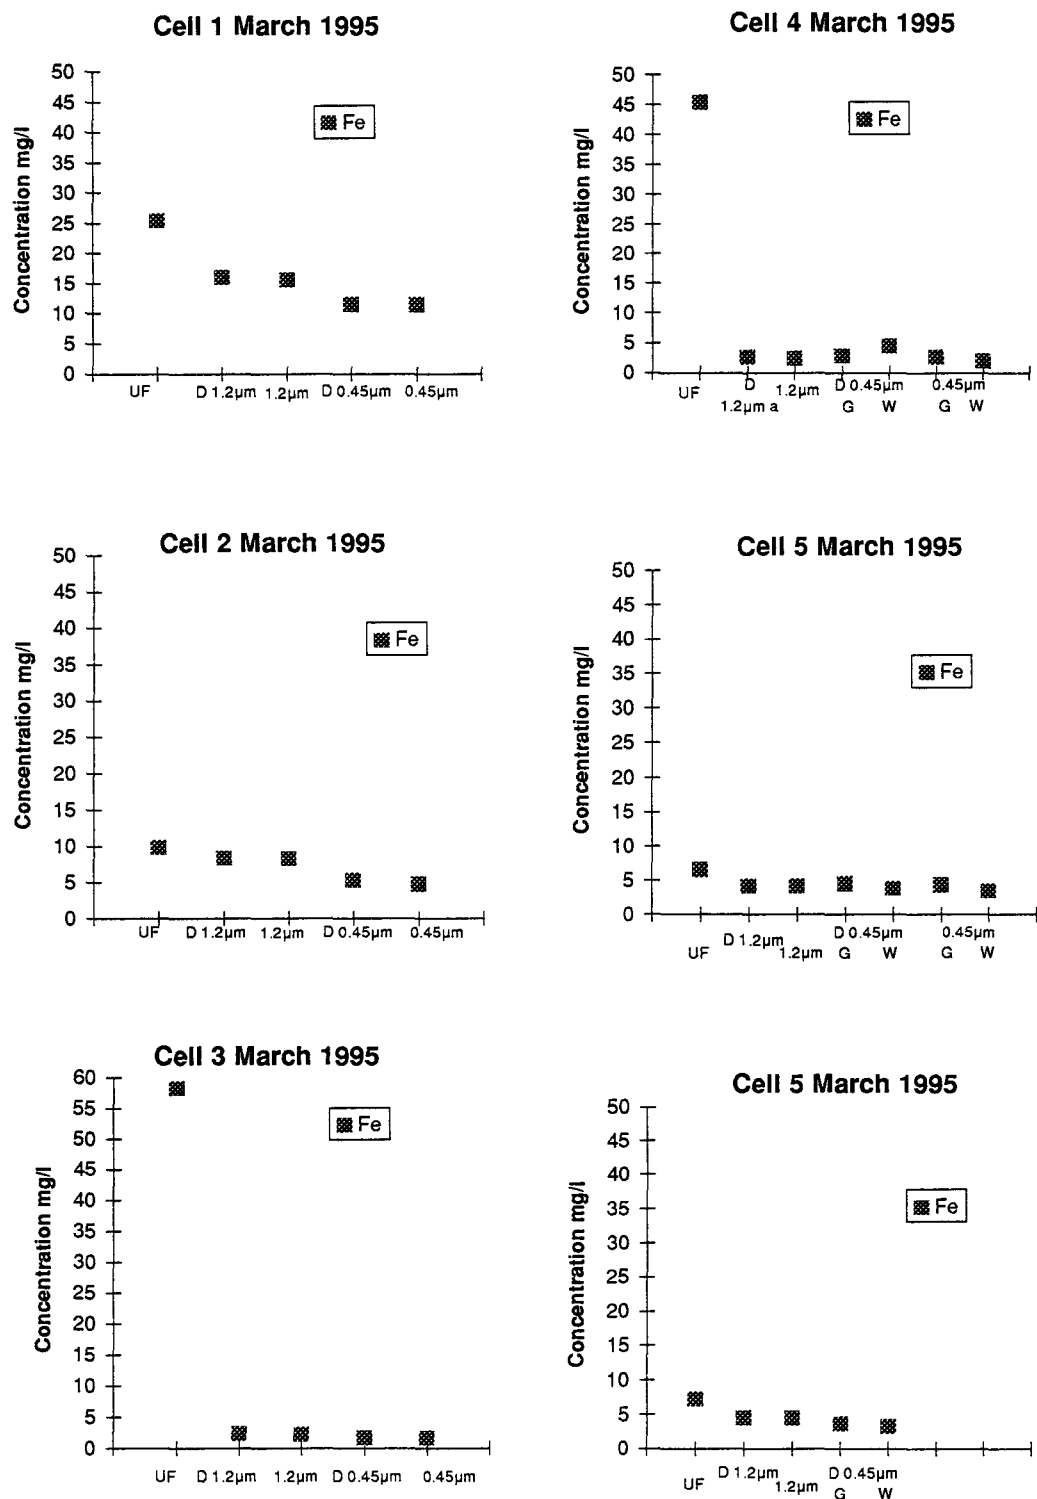 Cell 1 March 1995
Concentration mg/l
50
45
40
35
30
25
20
15
10
5
0
Fe
UF D 1.2µm 1.2µm D 0.45µm 0.45µm
Cell 4 March 1995
Concentration mg/l
50
45
40
35
30
25
20
15
10
5
0
Fe
UF D 1.2µm D 0.45µm 0.45µm
1.2µm a G W G W
Cell 2 March 1995
Concentration mg/l
50
45
40
35
30
25
20
15
10
5
0
Fe
UF D 1.2µm 1.2µm D 0.45µm 0.45µm
Cell 5 March 1995
Concentration mg/l
50
45
40
35
30
25
20
15
10
5
0
Fe
D 1.2µm D 0.45µm 0.45µm
UF 1.2µm G W G W
Cell 3 March 1995
Concentration mg/l
60
55
50
45
40
35
30
25
20
15
10
5
0
Fe
UF D 1.2µm 1.2µm D 0.45µm 0.45µm
Cell 5 March 1995
Concentration mg/l
50
45
40
35
30
25
20
15
10
5
0
Fe
D 1.2µm D 0.45µm
UF 1.2µm G W